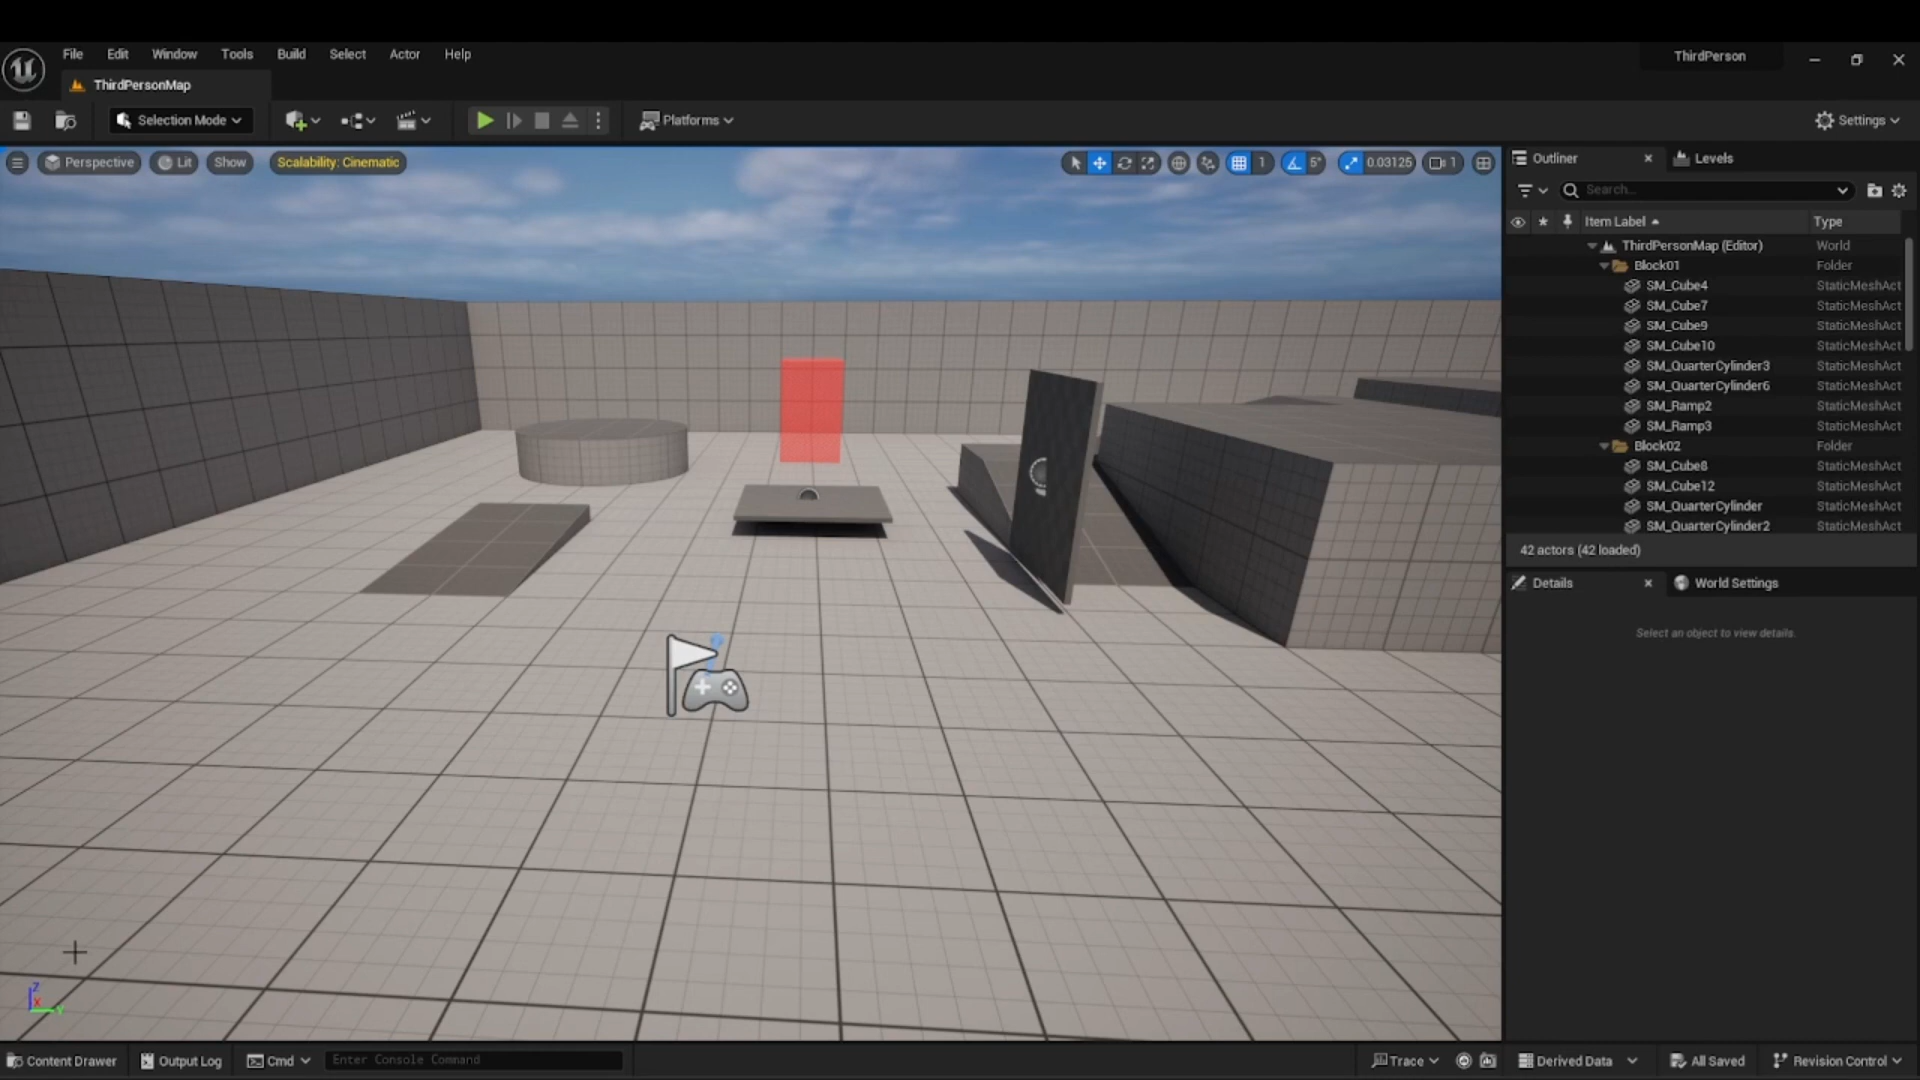 File Edit Window Tools Build Select Actor Help
ThirdPerson
ThirdPersonMap
Selection Mode
Platforms
Settings
Perspective Lit Show Scalability: Cinematic
1 5° 0.03125 1
Outliner Levels
Search...
Item Label Type
ThirdPersonMap (Editor) World
Block01 Folder
SM_Cube4 StaticMeshAct
SM_Cube7 StaticMeshAct
SM_Cube9 StaticMeshAct
SM_Cube10 StaticMeshAct
SM_QuarterCylinder3 StaticMeshAct
SM_QuarterCylinder6 StaticMeshAct
SM_Ramp2 StaticMeshAct
SM_Ramp3 StaticMeshAct
Block02 Folder
SM_Cube8 StaticMeshAct
SM_Cube12 StaticMeshAct
SM_QuarterCylinder StaticMeshAct
SM_QuarterCylinder2 StaticMeshAct
42 actors (42 loaded)
Details World Settings
Select an object to view details.
Z
X
Y
Content Drawer Output Log Cmd Enter Console Command
Trace Derived Data All Saved Revision Control